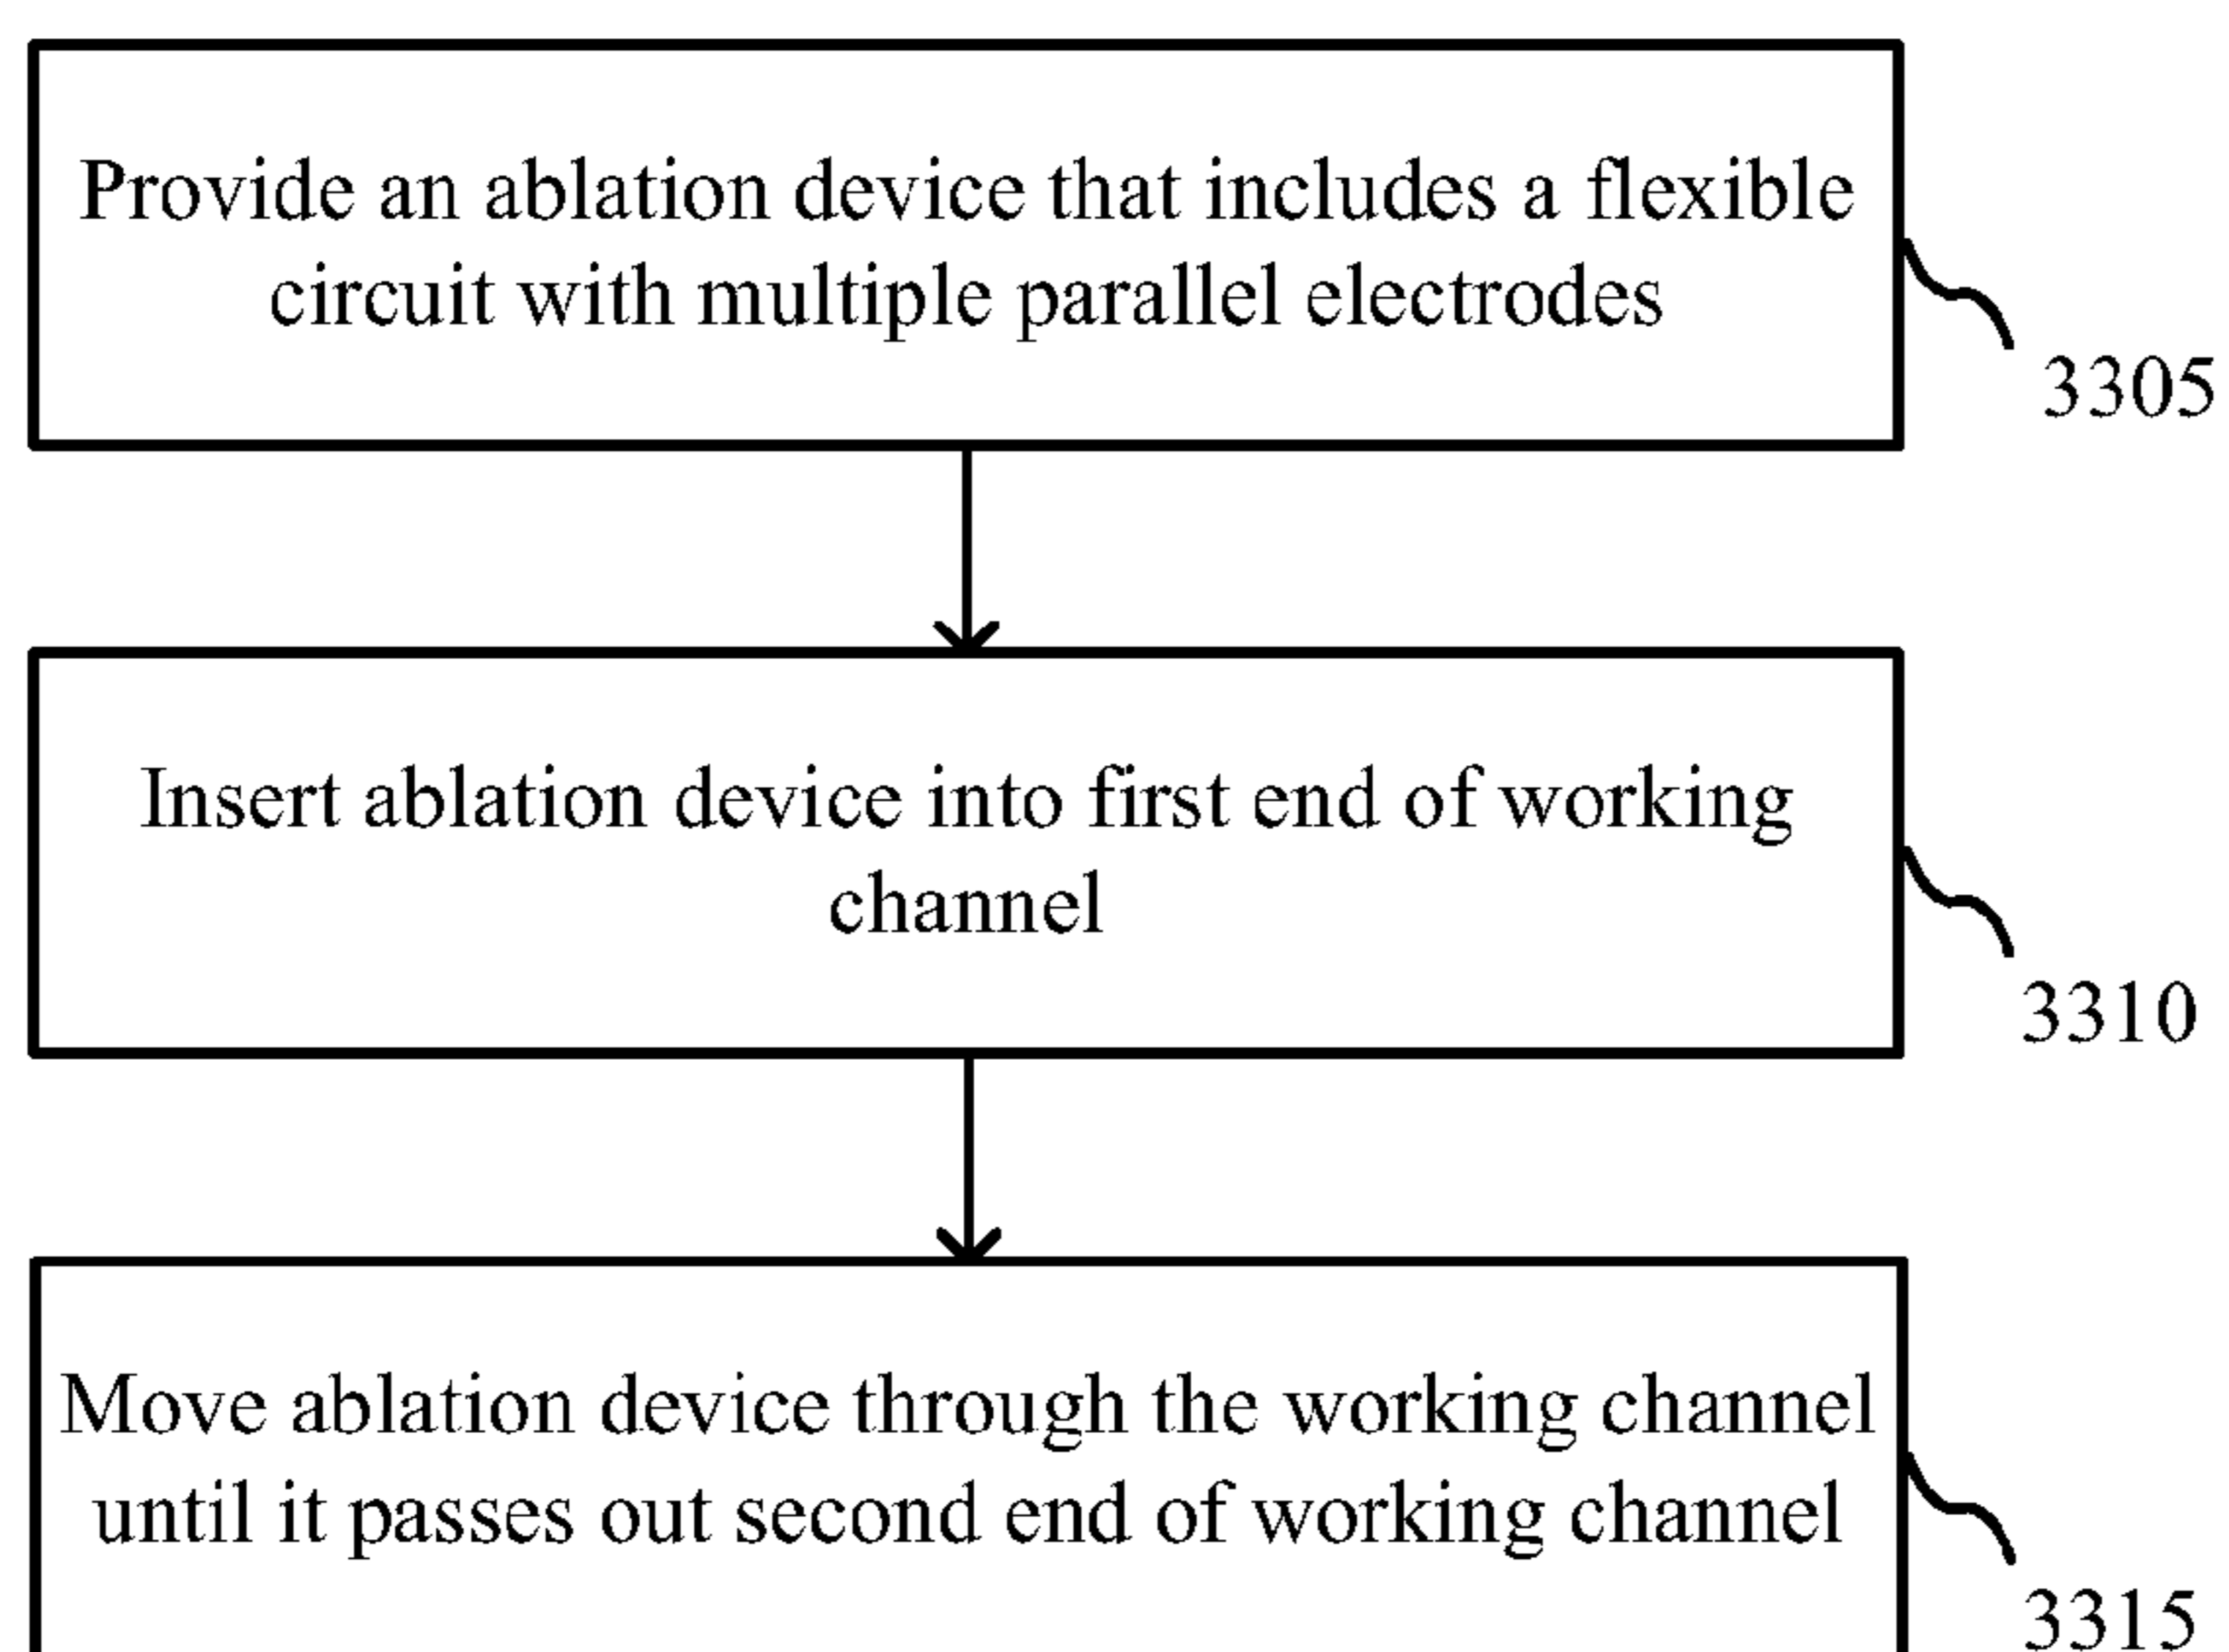 Provide an ablation device that includes a flexible
circuit with multiple parallel electrodes
3305
Insert ablation device into first end of working
channel
3310
Move ablation device through the working channel
until it passes out second end of working channel
3315